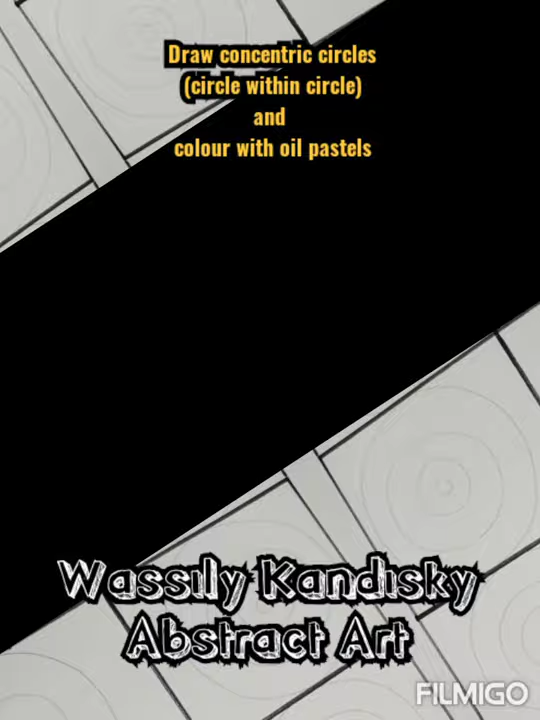 Draw concentric circles
(circle within circle)
and
colour with oil pastels
Wassily Kandisky
Abstract Art
FILMIGO